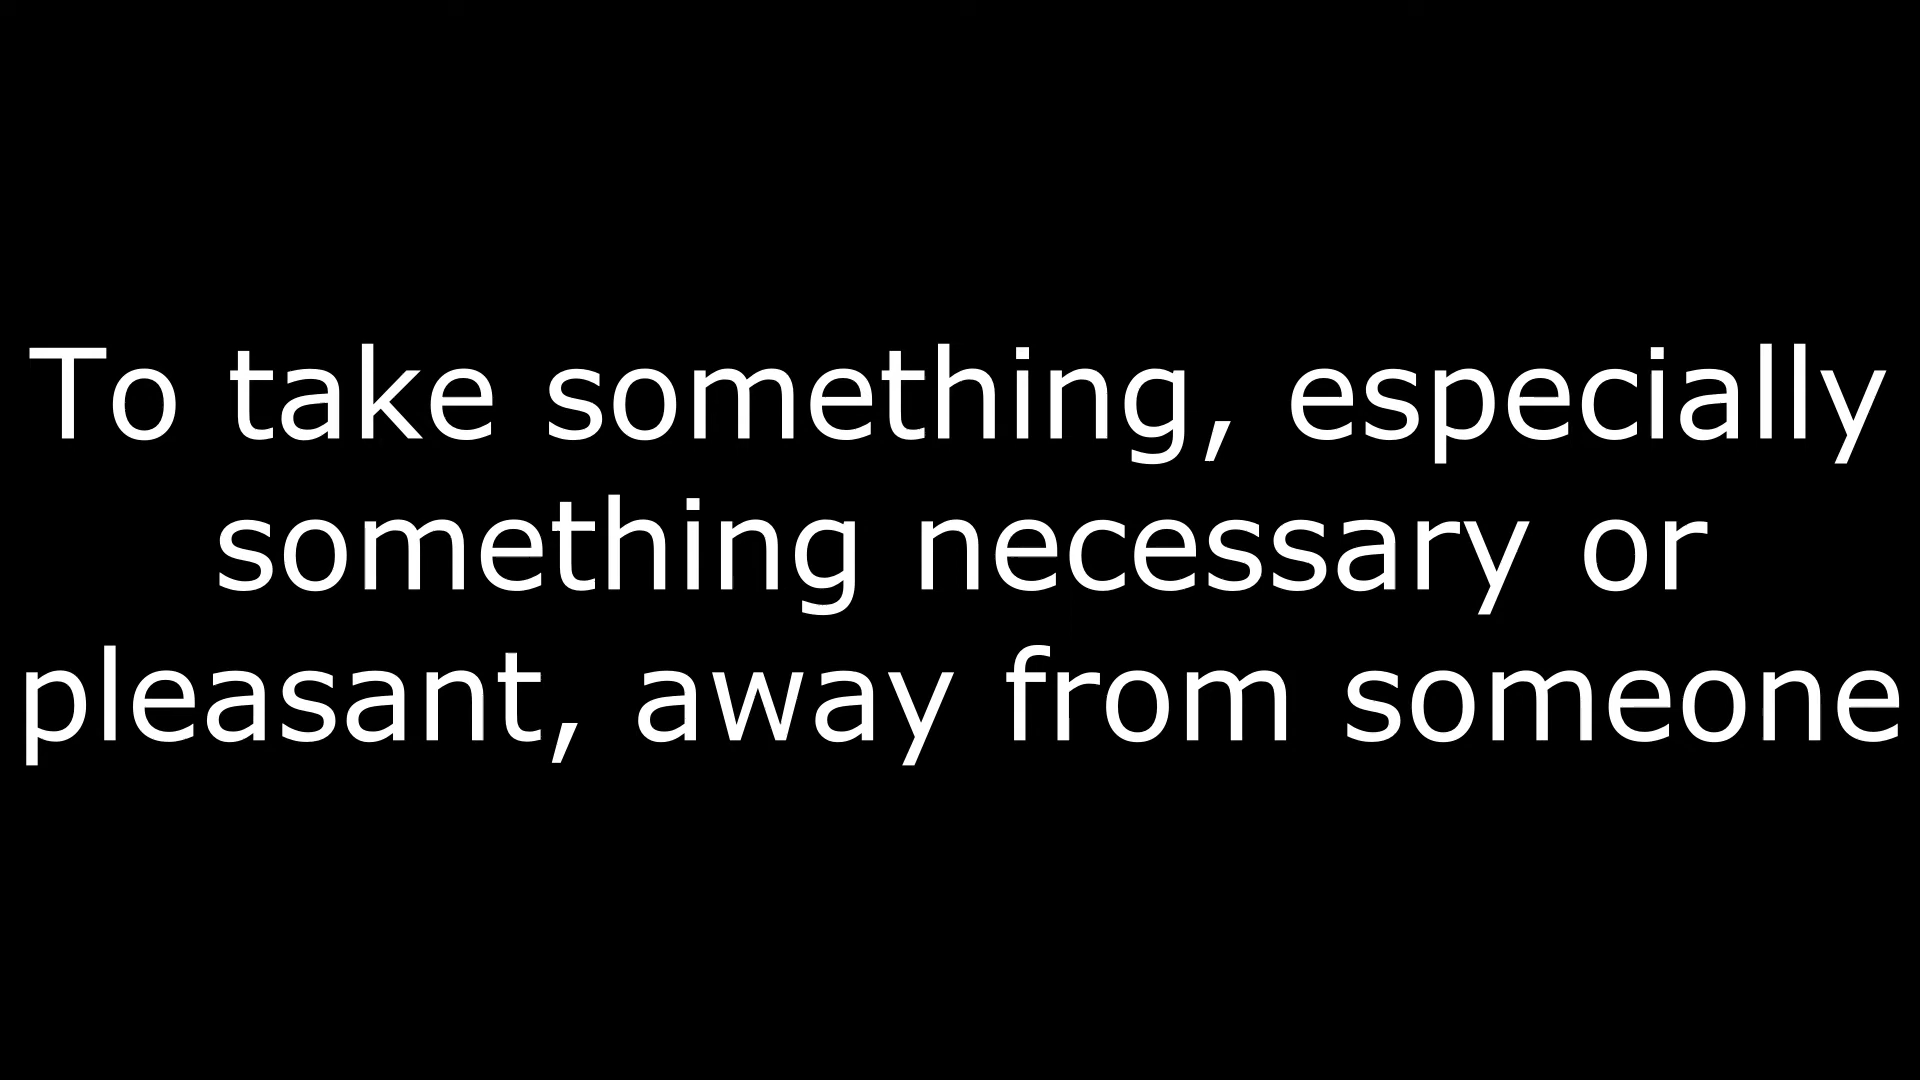 To take something, especially
something necessary or
pleasant, away from someone